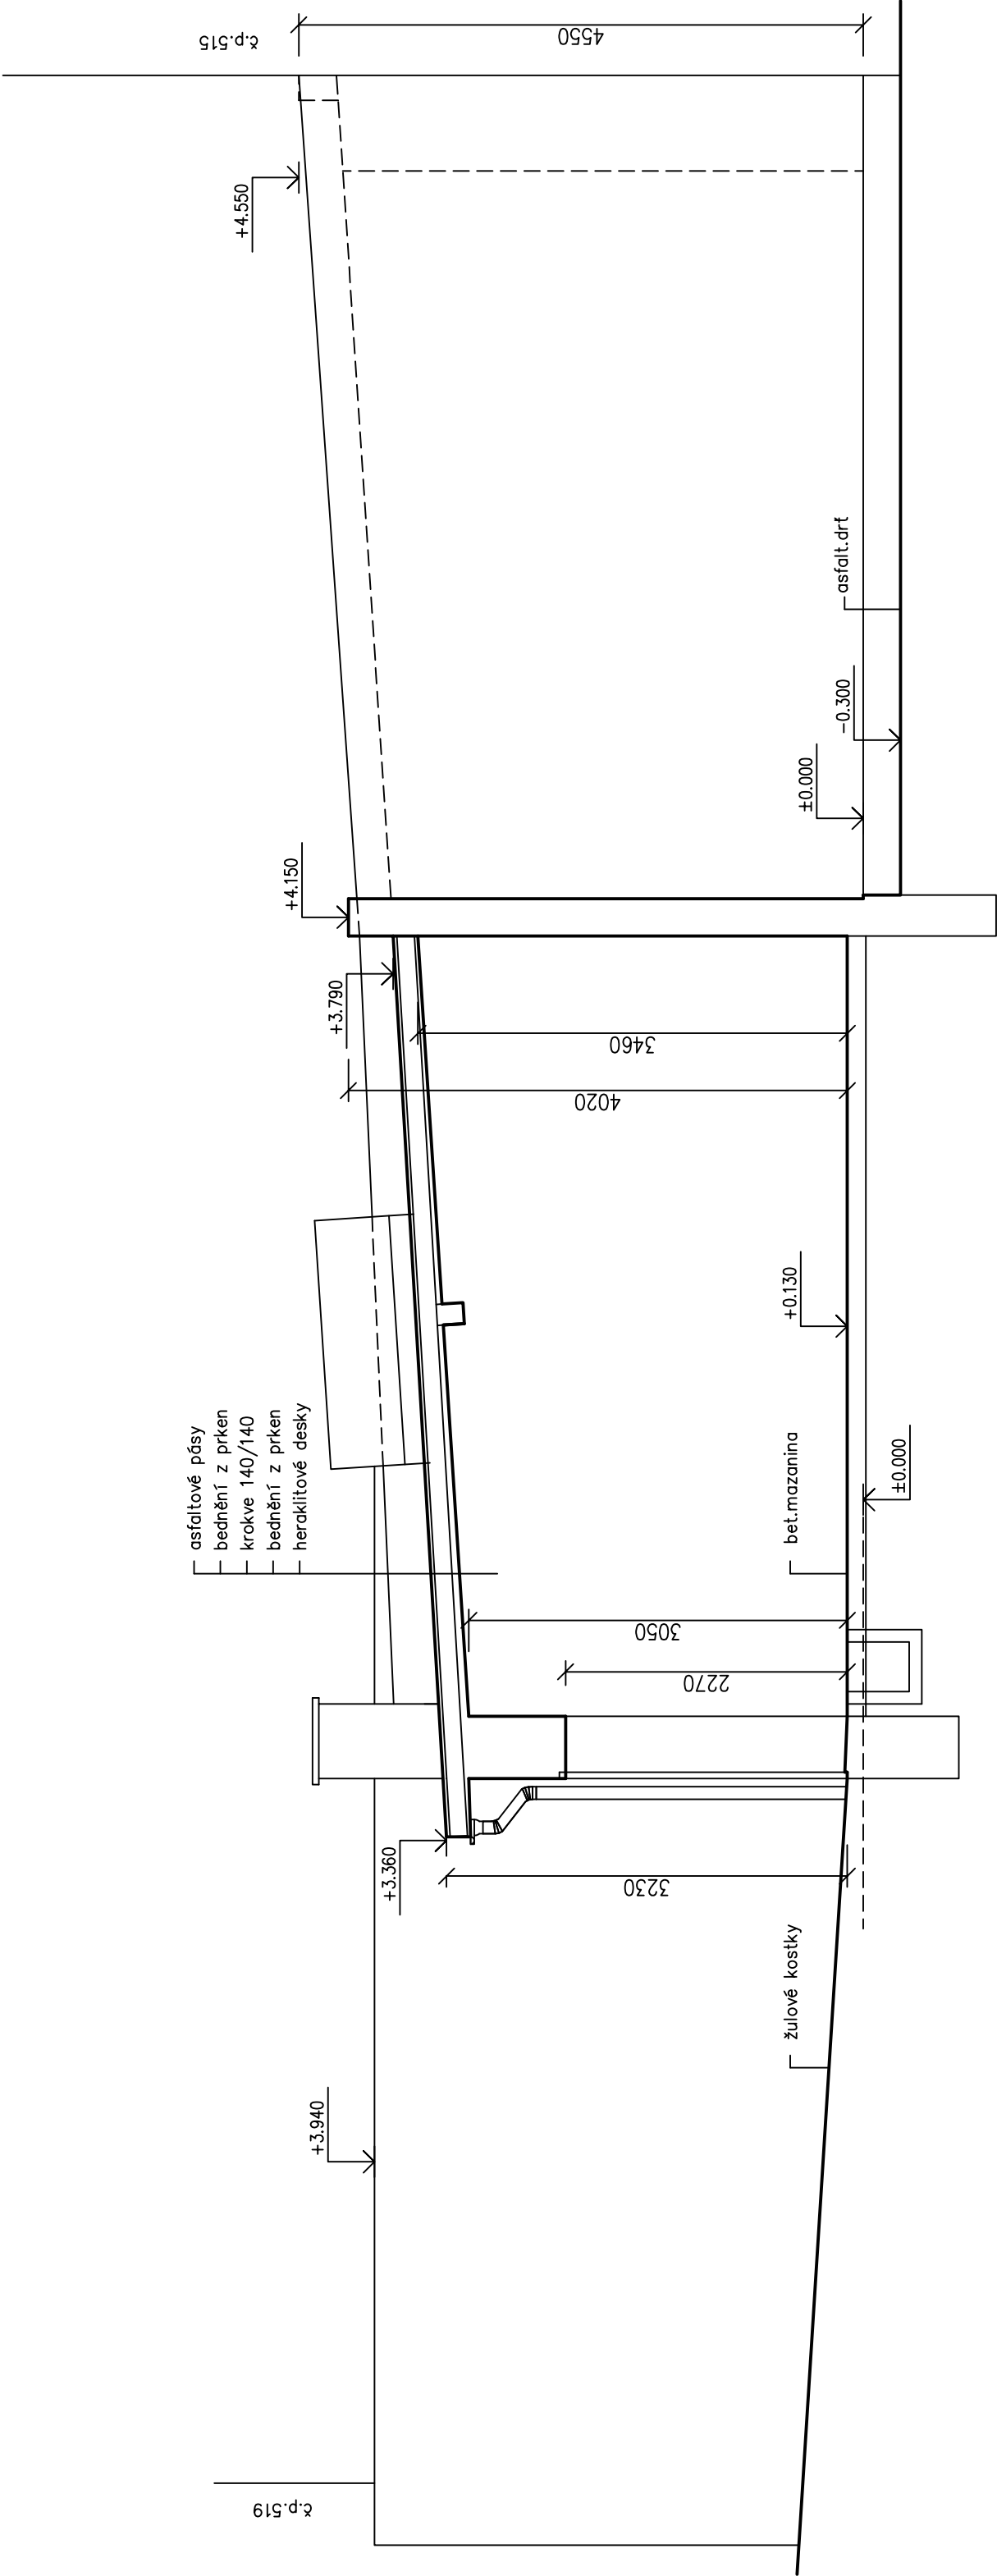 č.p.515
4550
+4.550
asfalt.drť
-0.300
±0.000
+4.150
+3.790
3460
4020
+0.130
asfaltové pásy
bednění z prken
krokve 140/140
bednění z prken
heraklitové desky
bet.mazanina
±0.000
3050
2270
+3.360
3230
žulové kostky
+3.940
č.p.519